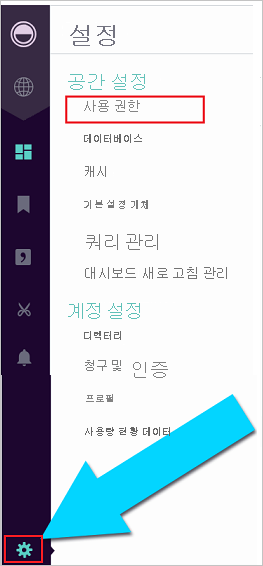 설정
공간 설정
사용 권한
데이터베이스
캐시
기본 설정 개체
쿼리 관리
대시보드 새로 고침 관리
계정 설정
디렉터리
청구 및 인증
프로필
사용량 현황 데이터